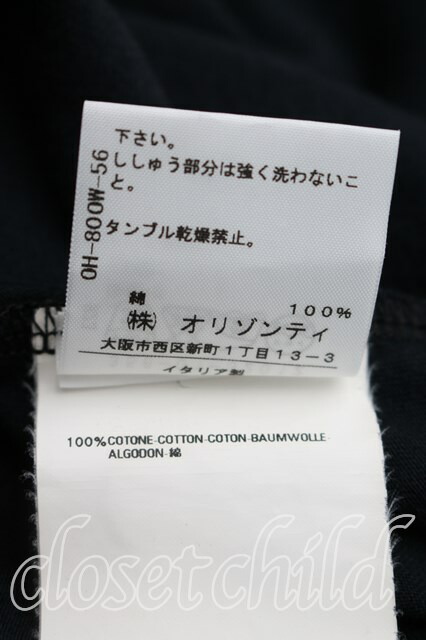 下さい。
ししゅう部分は強く洗わないこ
と。
タンブル乾燥禁止。
OH-800W-56
綿 100%
㈱ オリゾンティ
大阪市西区新町1丁目13-3
イタリア製
100% COTONE-COTTON-COTON-BAUMWOLLE-
ALGODON-綿
closet child